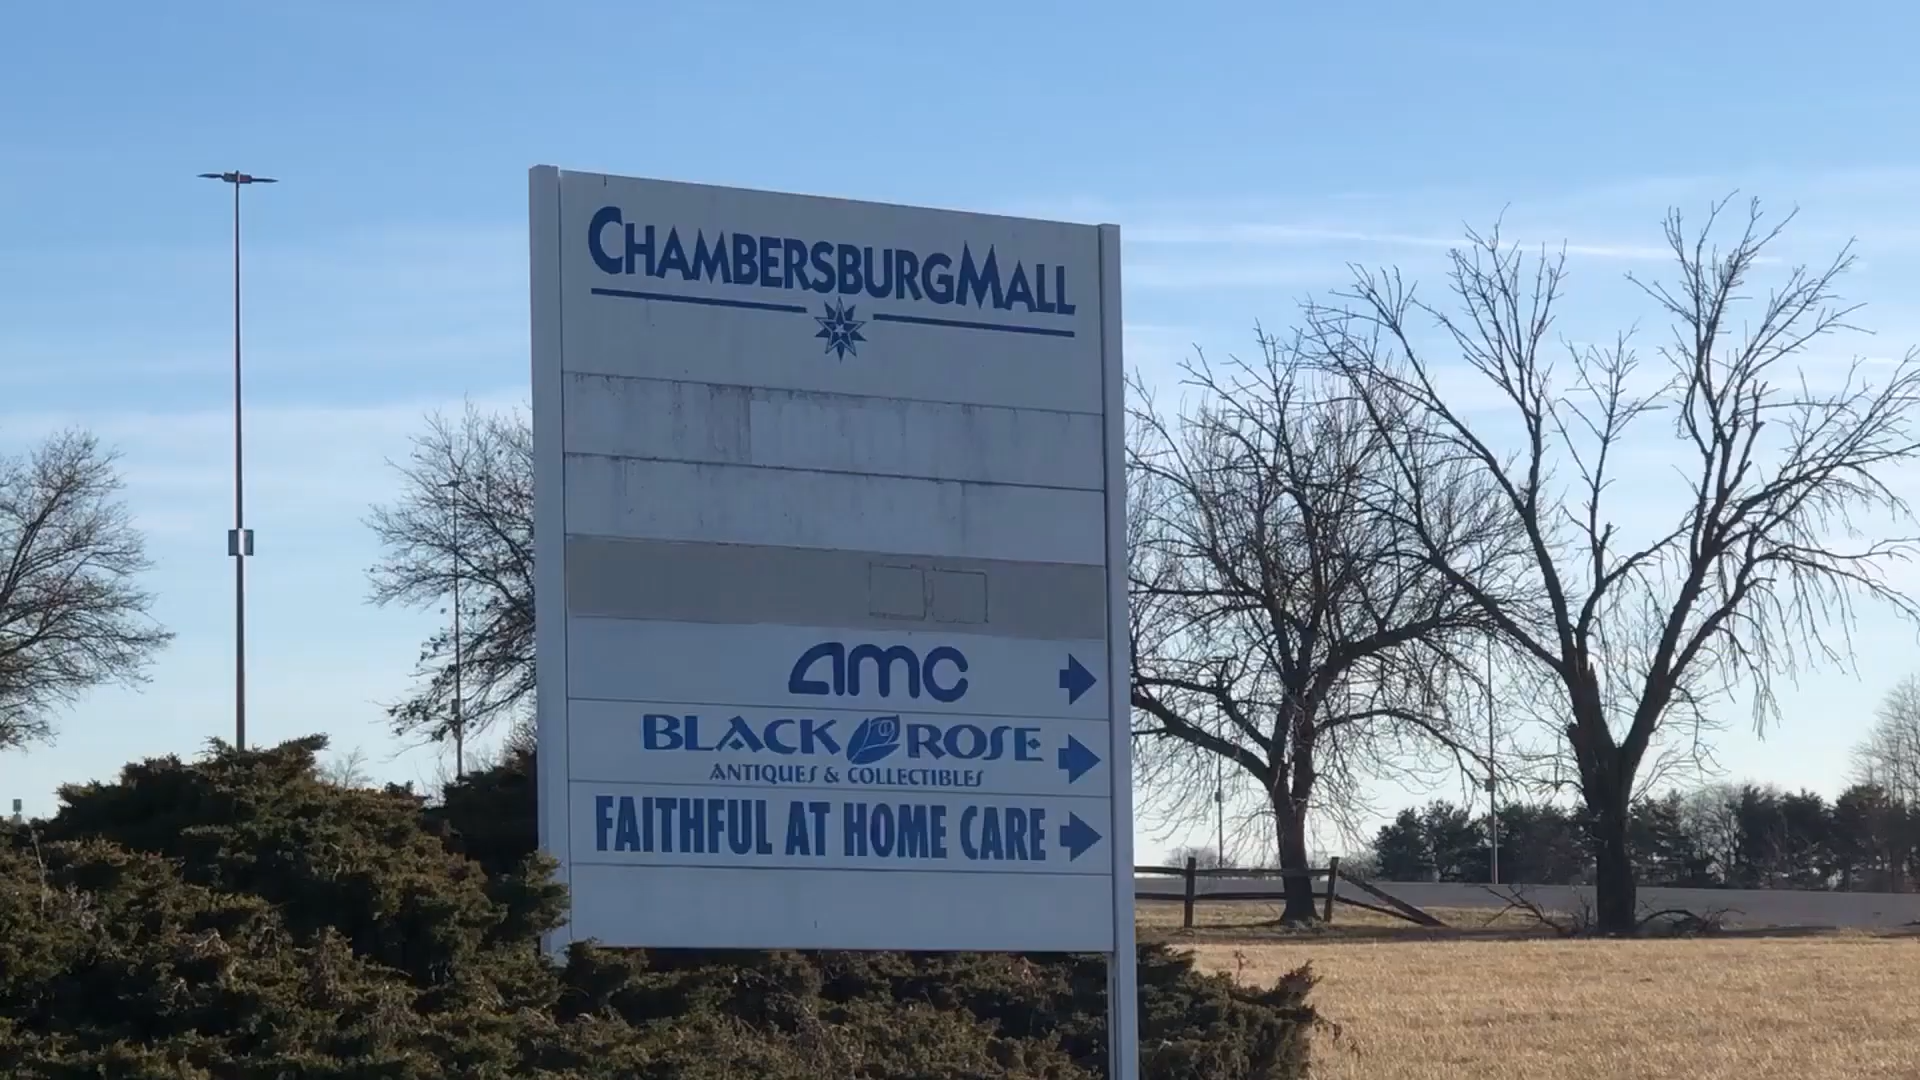 CHAMBERSBURGMALL
amc
BLACK ROSE
ANTIQUES & COLLECTIBLES
FAITHFUL AT HOME CARE